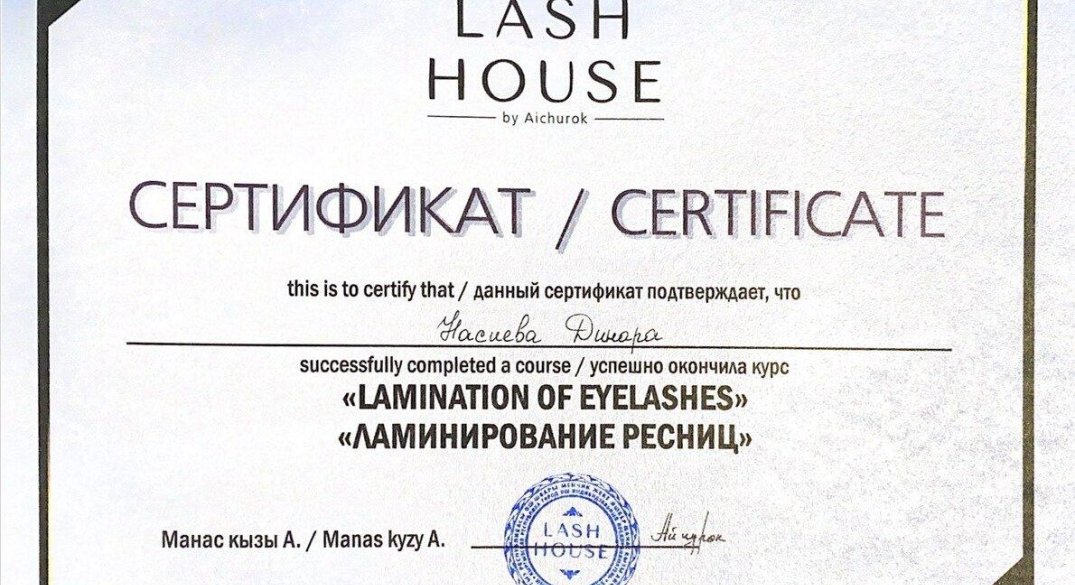 LASH
HOUSE
by Aichurok
СЕРТИФИКАТ / CERTIFICATE
this is to certify that / данный сертификат подтверждает, что
Насиева Динара
successfully completed a course / успешно окончила курс
«LAMINATION OF EYELASHES»
«ЛАМИНИРОВАНИЕ РЕСНИЦ»
Манас кызы А. / Manas kyzy A.
LASH
HOUSE
Айчурок